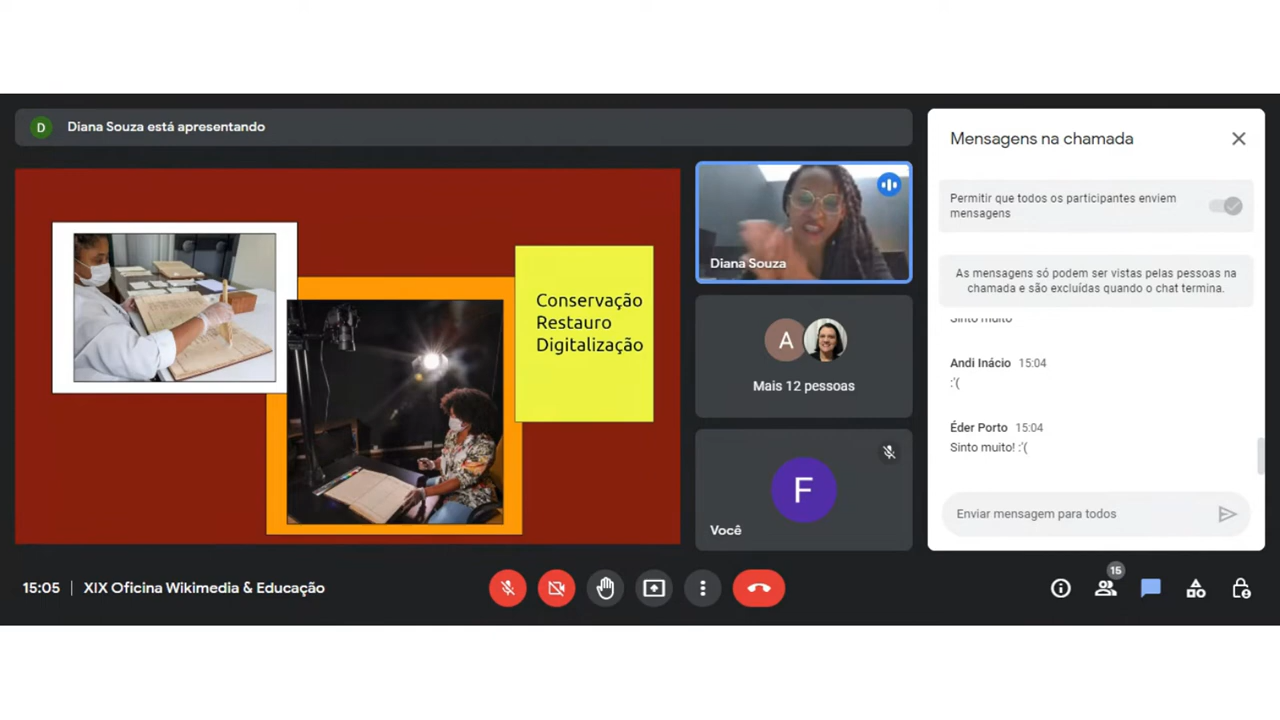 D
Diana Souza está apresentando
Conservação
Restauro
Digitalização
Diana Souza
A
Mais 12 pessoas
F
Você
Mensagens na chamada
Permitir que todos os participantes enviem
mensagens
As mensagens só podem ser vistas pelas pessoas na
chamada e são excluídas quando o chat termina.
Sinto muito
Andi Inácio 15:04
:'(
Éder Porto 15:04
Sinto muito! :'(
Enviar mensagem para todos
15:05 | XIX Oficina Wikimedia & Educação
15